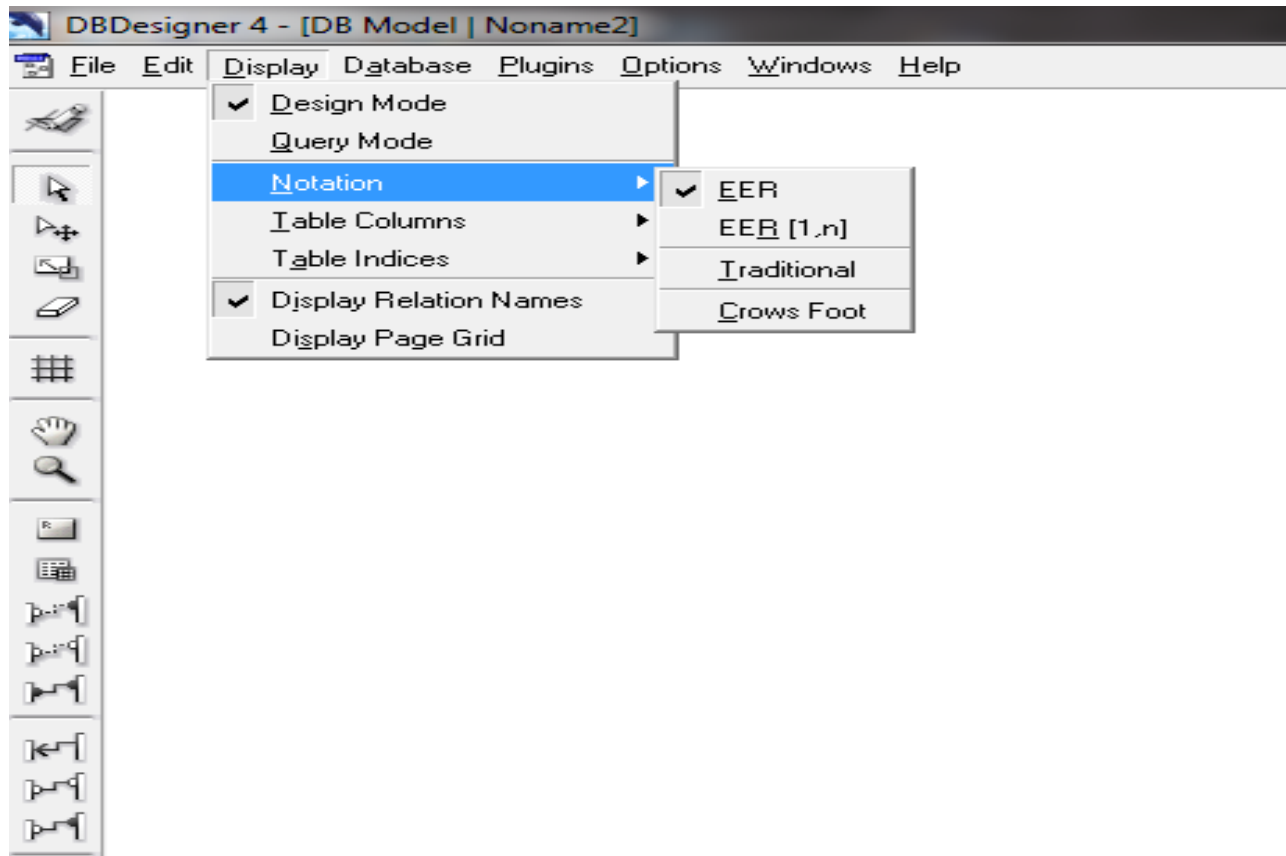 DBDesigner 4 - [DB Model | Noname2]
File Edit Display Database Plugins Options Windows Help
Design Mode
Query Mode
Notation
Table Columns
Table Indices
Display Relation Names
Display Page Grid
EER
EER [1,n]
Traditional
Crows Foot